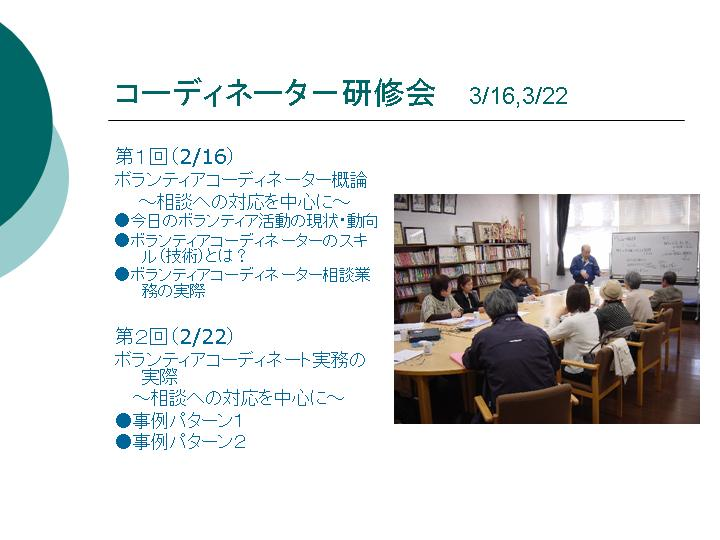 コーディネーター研修会　3/16,3/22
第１回（2/16）
ボランティアコーディネーター概論
～相談への対応を中心に～
●今日のボランティア活動の現状・動向
●ボランティアコーディネーターのスキ
ル（技術）とは？
●ボランティアコーディネーター相談業
務の実際
第２回（2/22）
ボランティアコーディネート実務の
実際
～相談への対応を中心に～
●事例パターン１
●事例パターン２